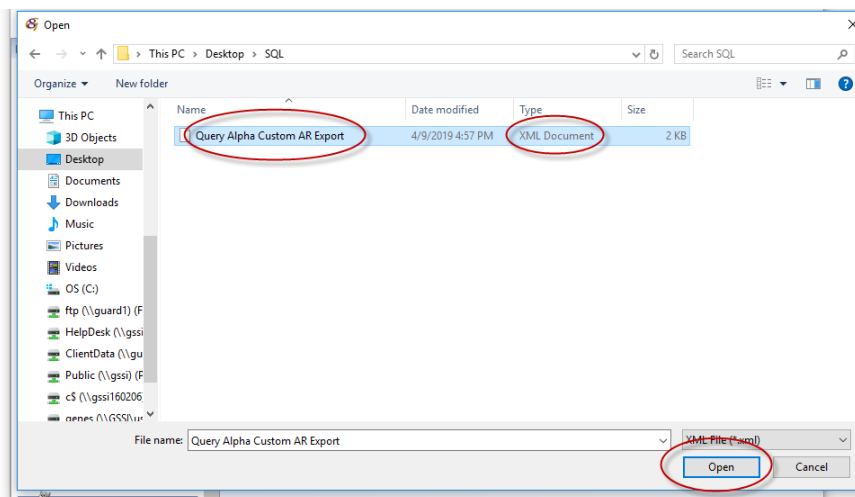 Open
This PC > Desktop > SQL
Search SQL
Organize
New folder
Name
Date modified
Type
Size
Query Alpha Custom AR Export
4/9/2019 4:57 PM
XML Document
2 KB
This PC
3D Objects
Desktop
Documents
Downloads
Music
Pictures
Videos
OS (C:)
ftp (\\guard1) (F
HelpDesk (\\gssi
ClientData (\\gu
Public (\\gssi) (P
c$ (\\gssi160206
genes (\\GSSI\us
File name:
Query Alpha Custom AR Export
XML File (*.xml)
Open
Cancel